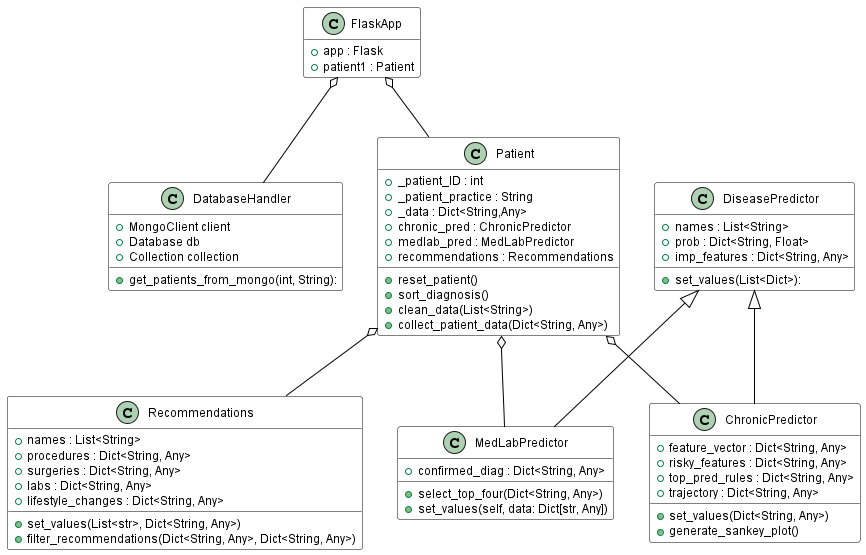 C FlaskApp
app : Flask
patient1 : Patient
C Patient
_patient_ID : int
_patient_practice : String
_data : Dict<String,Any>
chronic_pred : ChronicPredictor
medlab_pred : MedLabPredictor
recommendations : Recommendations
reset_patient()
sort_diagnosis()
clean_data(List<String>)
collect_patient_data(Dict<String, Any>)
C DatabaseHandler
MongoClient client
Database db
Collection collection
get_patients_from_mongo(int, String):
C DiseasePredictor
names : List<String>
prob : Dict<String, Float>
imp_features : Dict<String, Any>
set_values(List<Dict>):
C Recommendations
names : List<String>
procedures : Dict<String, Any>
surgeries : Dict<String, Any>
labs : Dict<String, Any>
lifestyle_changes : Dict<String, Any>
set_values(List<str>, Dict<String, Any>)
filter_recommendations(Dict<String, Any>, Dict<String, Any>)
C MedLabPredictor
confirmed_diag : Dict<String, Any>
select_top_four(Dict<String, Any>)
set_values(self, data: Dict[str, Any])
C ChronicPredictor
feature_vector : Dict<String, Any>
risky_features : Dict<String, Any>
top_pred_rules : Dict<String, Any>
trajectory : Dict<String, Any>
set_values(Dict<String, Any>)
generate_sankey_plot()